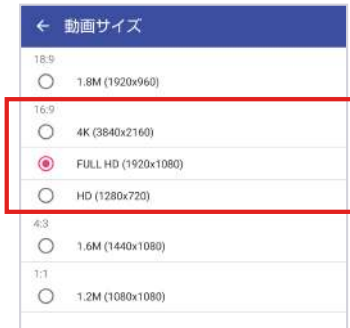 ← 動画サイズ
18:9
1.8M (1920x960)
16:9
4K (3840x2160)
FULL HD (1920x1080)
HD (1280x720)
4:3
1.6M (1440x1080)
1:1
1.2M (1080x1080)